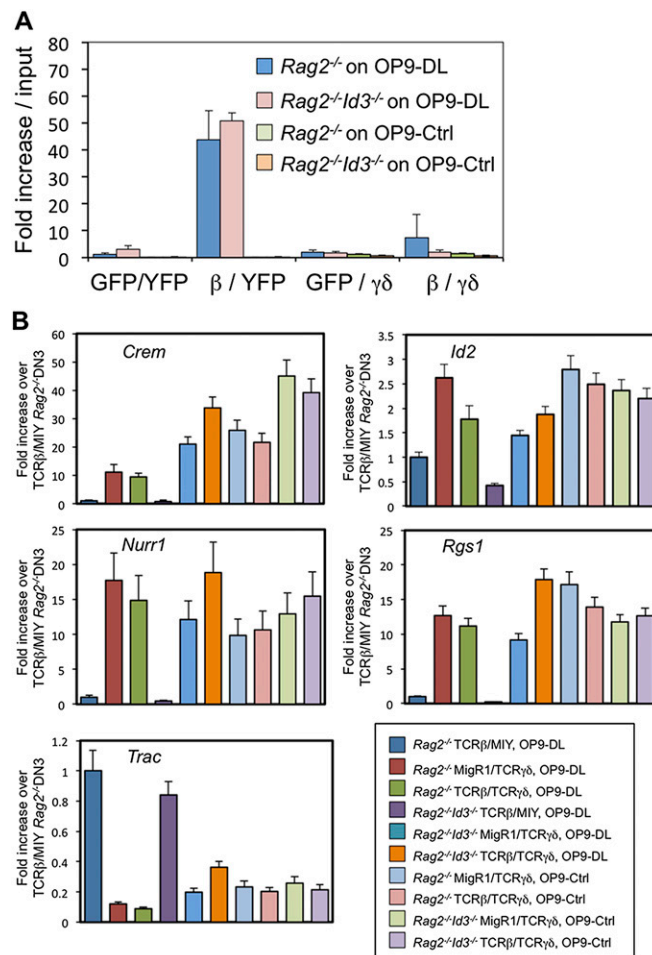 A
Fold increase / input
80
70
60
50
40
30
20
10
0
Rag2-/- on OP9-DL
Rag2-/-Id3-/- on OP9-DL
Rag2-/- on OP9-Ctrl
Rag2-/-Id3-/- on OP9-Ctrl
GFP/YFP
β / YFP
GFP / γδ
β / γδ
B
Fold increase over
TCRβ/MIY Rag2-/-DN3
60
50
40
30
20
10
0
Crem
Fold increase over
TCRβ/MIY Rag2-/-DN3
3.5
3
2.5
2
1.5
1
0.5
0
Id2
Fold increase over
TCRβ/MIY Rag2-/-DN3
25
20
15
10
5
0
Nurr1
Fold increase over
TCRβ/MIY Rag2-/-DN3
25
20
15
10
5
0
Rgs1
Fold increase over
TCRβ/MIY Rag2-/-DN3
1.2
1
0.8
0.6
0.4
0.2
0
Trac
Rag2-/- TCRβ/MIY, OP9-DL
Rag2-/- MigR1/TCRγδ, OP9-DL
Rag2-/- TCRβ/TCRγδ, OP9-DL
Rag2-/-Id3-/- TCRβ/MIY, OP9-DL
Rag2-/-Id3-/- MigR1/TCRγδ, OP9-DL
Rag2-/-Id3-/- TCRβ/TCRγδ, OP9-DL
Rag2-/- MigR1/TCRγδ, OP9-Ctrl
Rag2-/- TCRβ/TCRγδ, OP9-Ctrl
Rag2-/-Id3-/- MigR1/TCRγδ, OP9-Ctrl
Rag2-/-Id3-/- TCRβ/TCRγδ, OP9-Ctrl